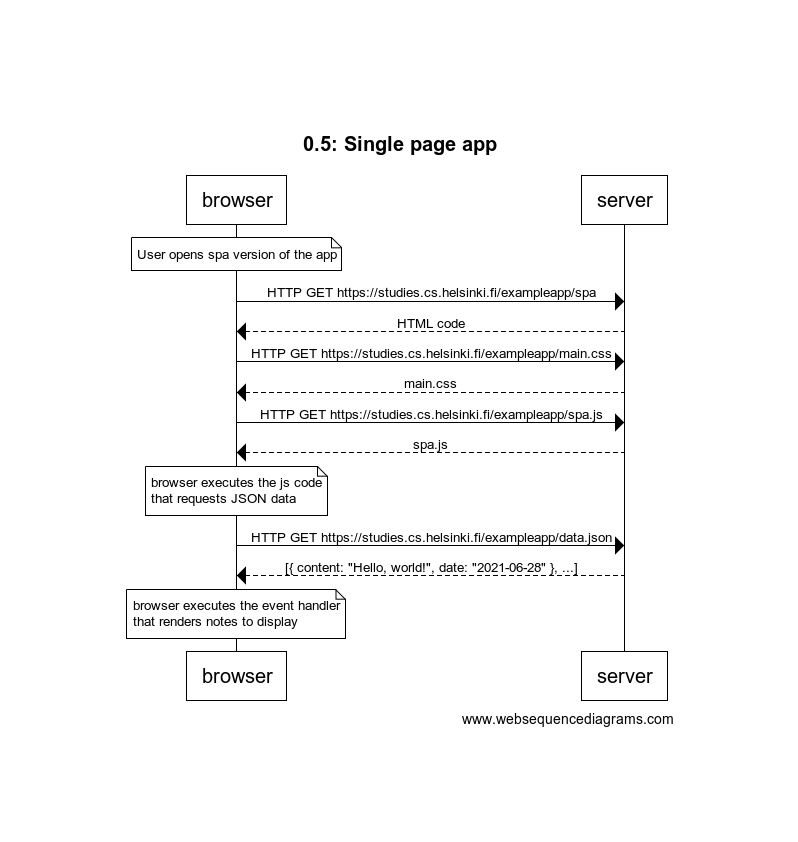 0.5: Single page app
browser
server
User opens spa version of the app
HTTP GET https://studies.cs.helsinki.fi/exampleapp/spa
HTML code
HTTP GET https://studies.cs.helsinki.fi/exampleapp/main.css
main.css
HTTP GET https://studies.cs.helsinki.fi/exampleapp/spa.js
spa.js
browser executes the js code
that requests JSON data
HTTP GET https://studies.cs.helsinki.fi/exampleapp/data.json
[{ content: "Hello, world!", date: "2021-06-28" }, ...]
browser executes the event handler
that renders notes to display
browser
server
www.websequencediagrams.com